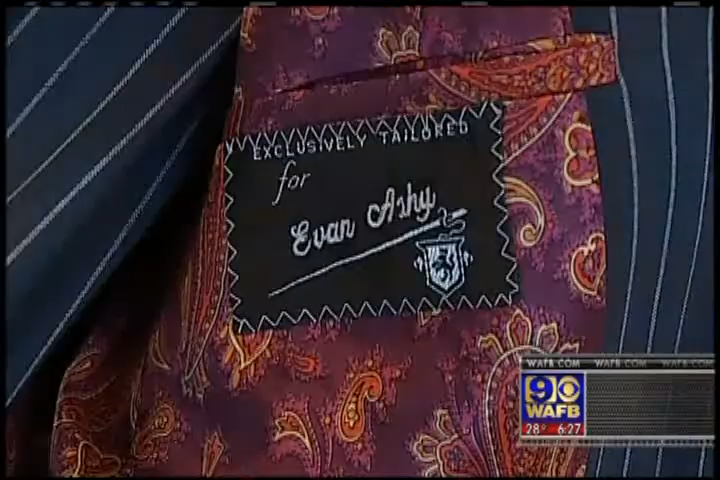 EXCLUSIVELY TAILORED
for
Evan Ashy
WAFB.COM WAFB.COM WAFB.COM
9
WAFB
28° 6:27